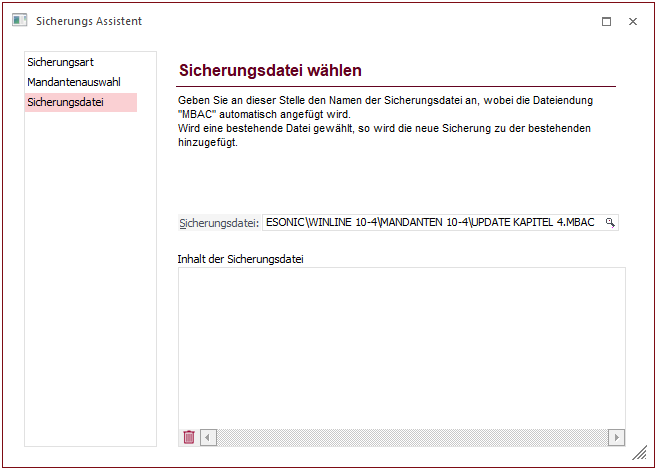 Sicherungs Assistent
Sicherungsart
Mandantenauswahl
Sicherungsdatei
Sicherungsdatei wählen
Geben Sie an dieser Stelle den Namen der Sicherungsdatei an, wobei die Dateiendung
"MBAC" automatisch angefügt wird.
Wird eine bestehende Datei gewählt, so wird die neue Sicherung zu der bestehenden
hinzugefügt.
Sicherungsdatei: ESONIC\WINLINE 10-4\MANDANTEN 10-4\UPDATE KAPITEL 4.MBAC
Inhalt der Sicherungsdatei